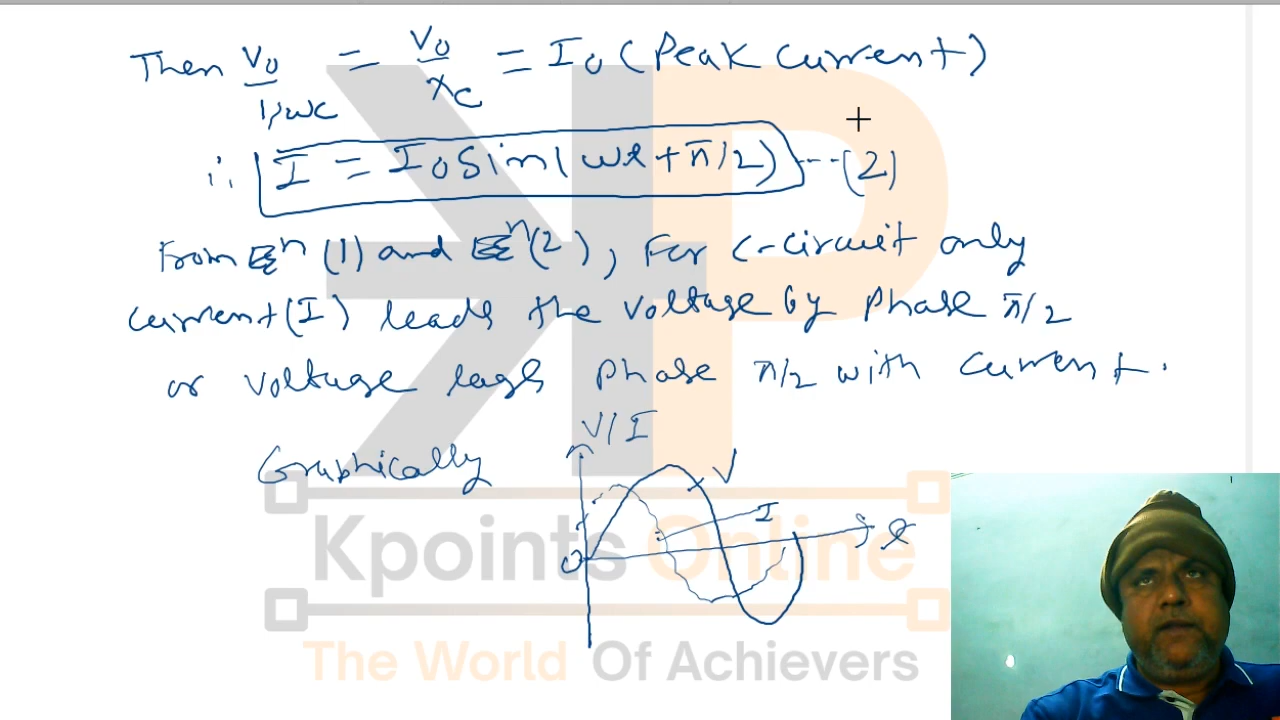 Then V0/1/ωC = V0/XC = I0 (Peak Current)
∴ I = I0 Sin(ωt + π/2) ---(2)
From Eqn (1) and Eqn (2), For C-circuit only
current (I) leads the voltage by phase π/2
or voltage lags phase π/2 with current.
Graphically
V/I
V
I
t
0
Kpoints Online
The World Of Achievers